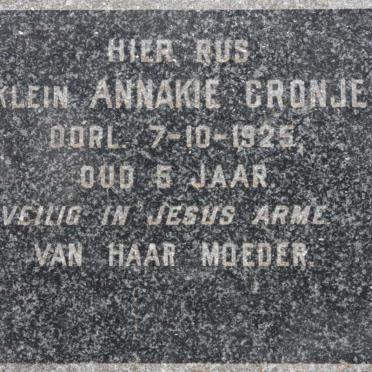 HIER RUS
KLEIN ANNAKIE CRONJE
OORL. 7-10-1925,
OUD 5 JAAR.
VEILIG IN JESUS ARME.
VAN HAAR MOEDER.